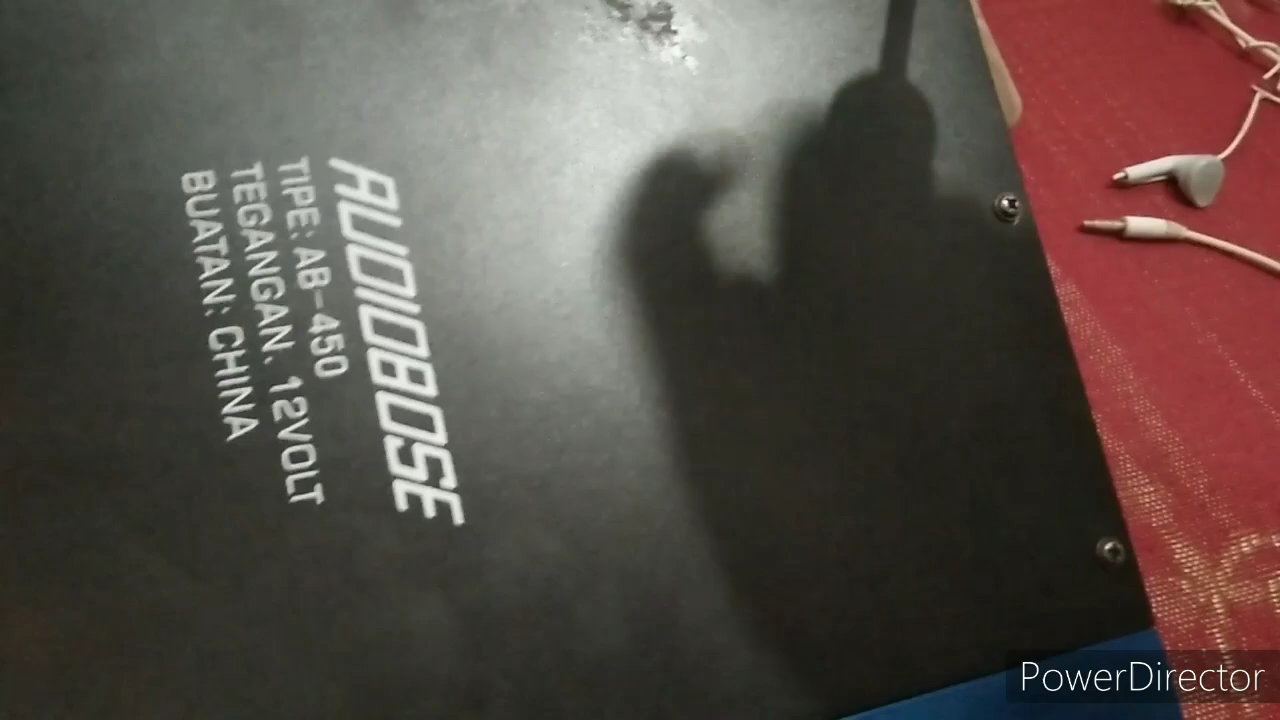 AUDIOBOSE
TIPE: AB-450
TEGANGAN. 12VOLT
BUATAN: CHINA
PowerDirector